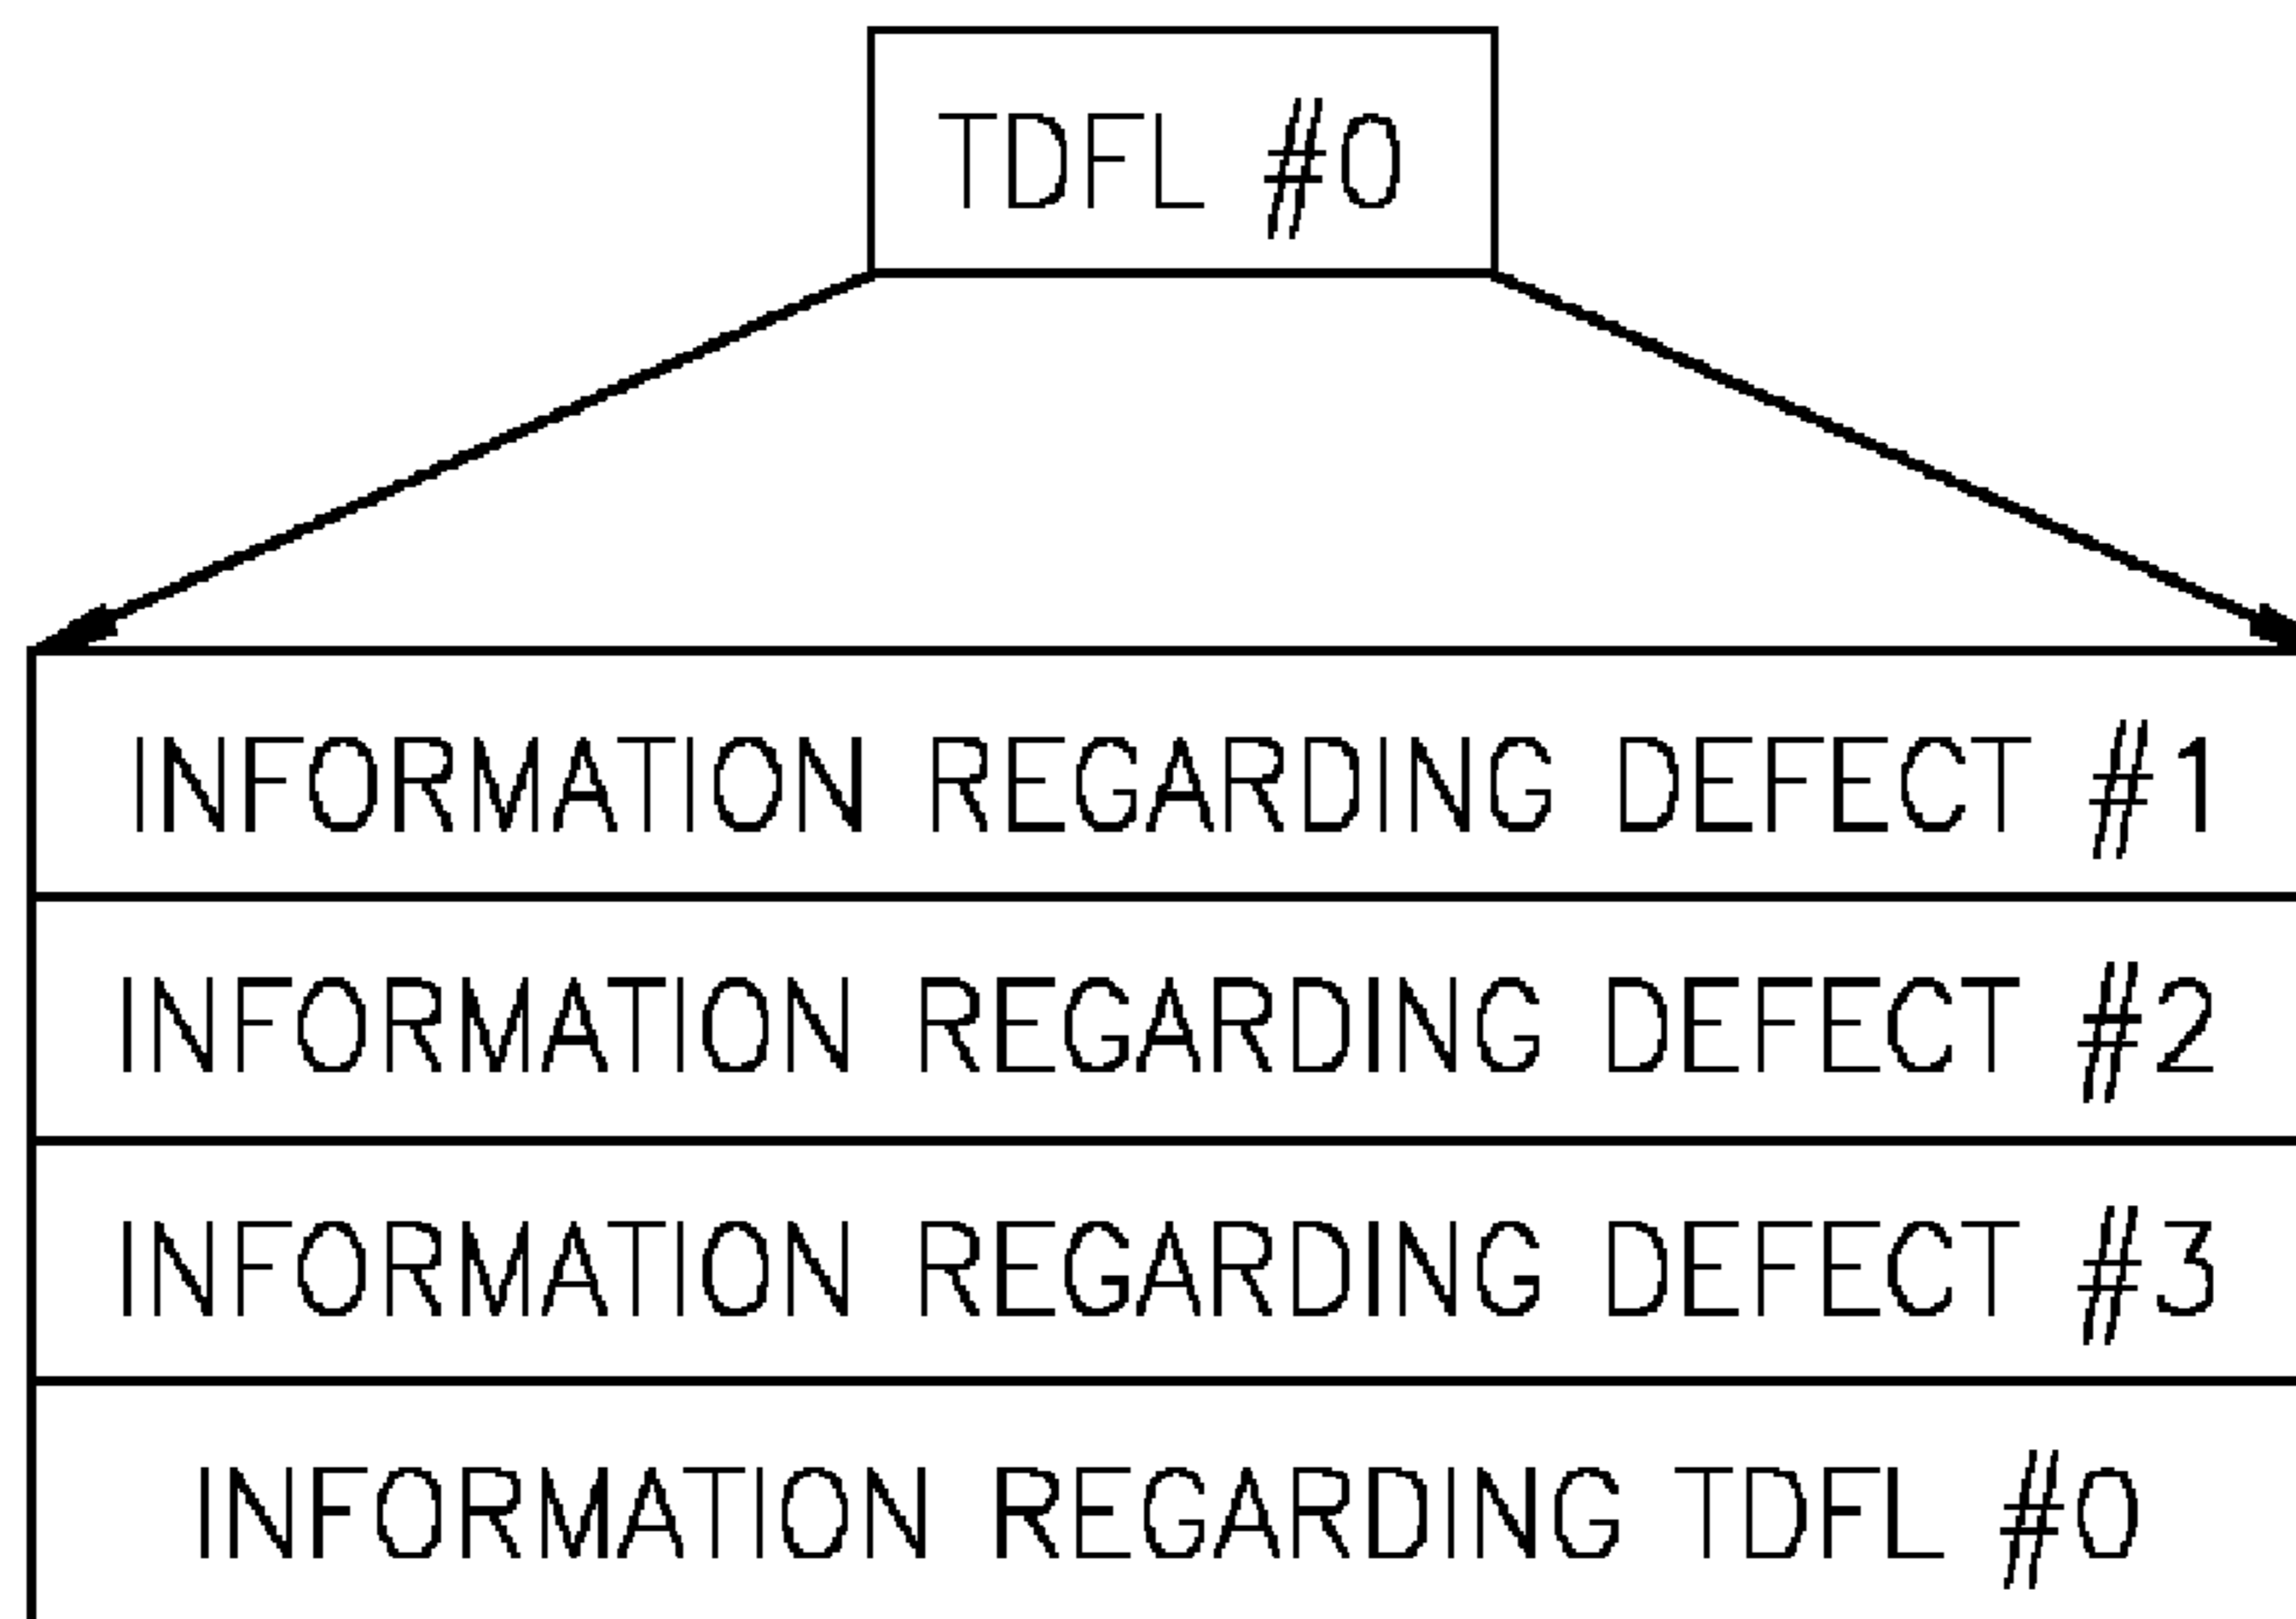 TDFL #0
INFORMATION REGARDING DEFECT #1
INFORMATION REGARDING DEFECT #2
INFORMATION REGARDING DEFECT #3
INFORMATION REGARDING TDFL #0